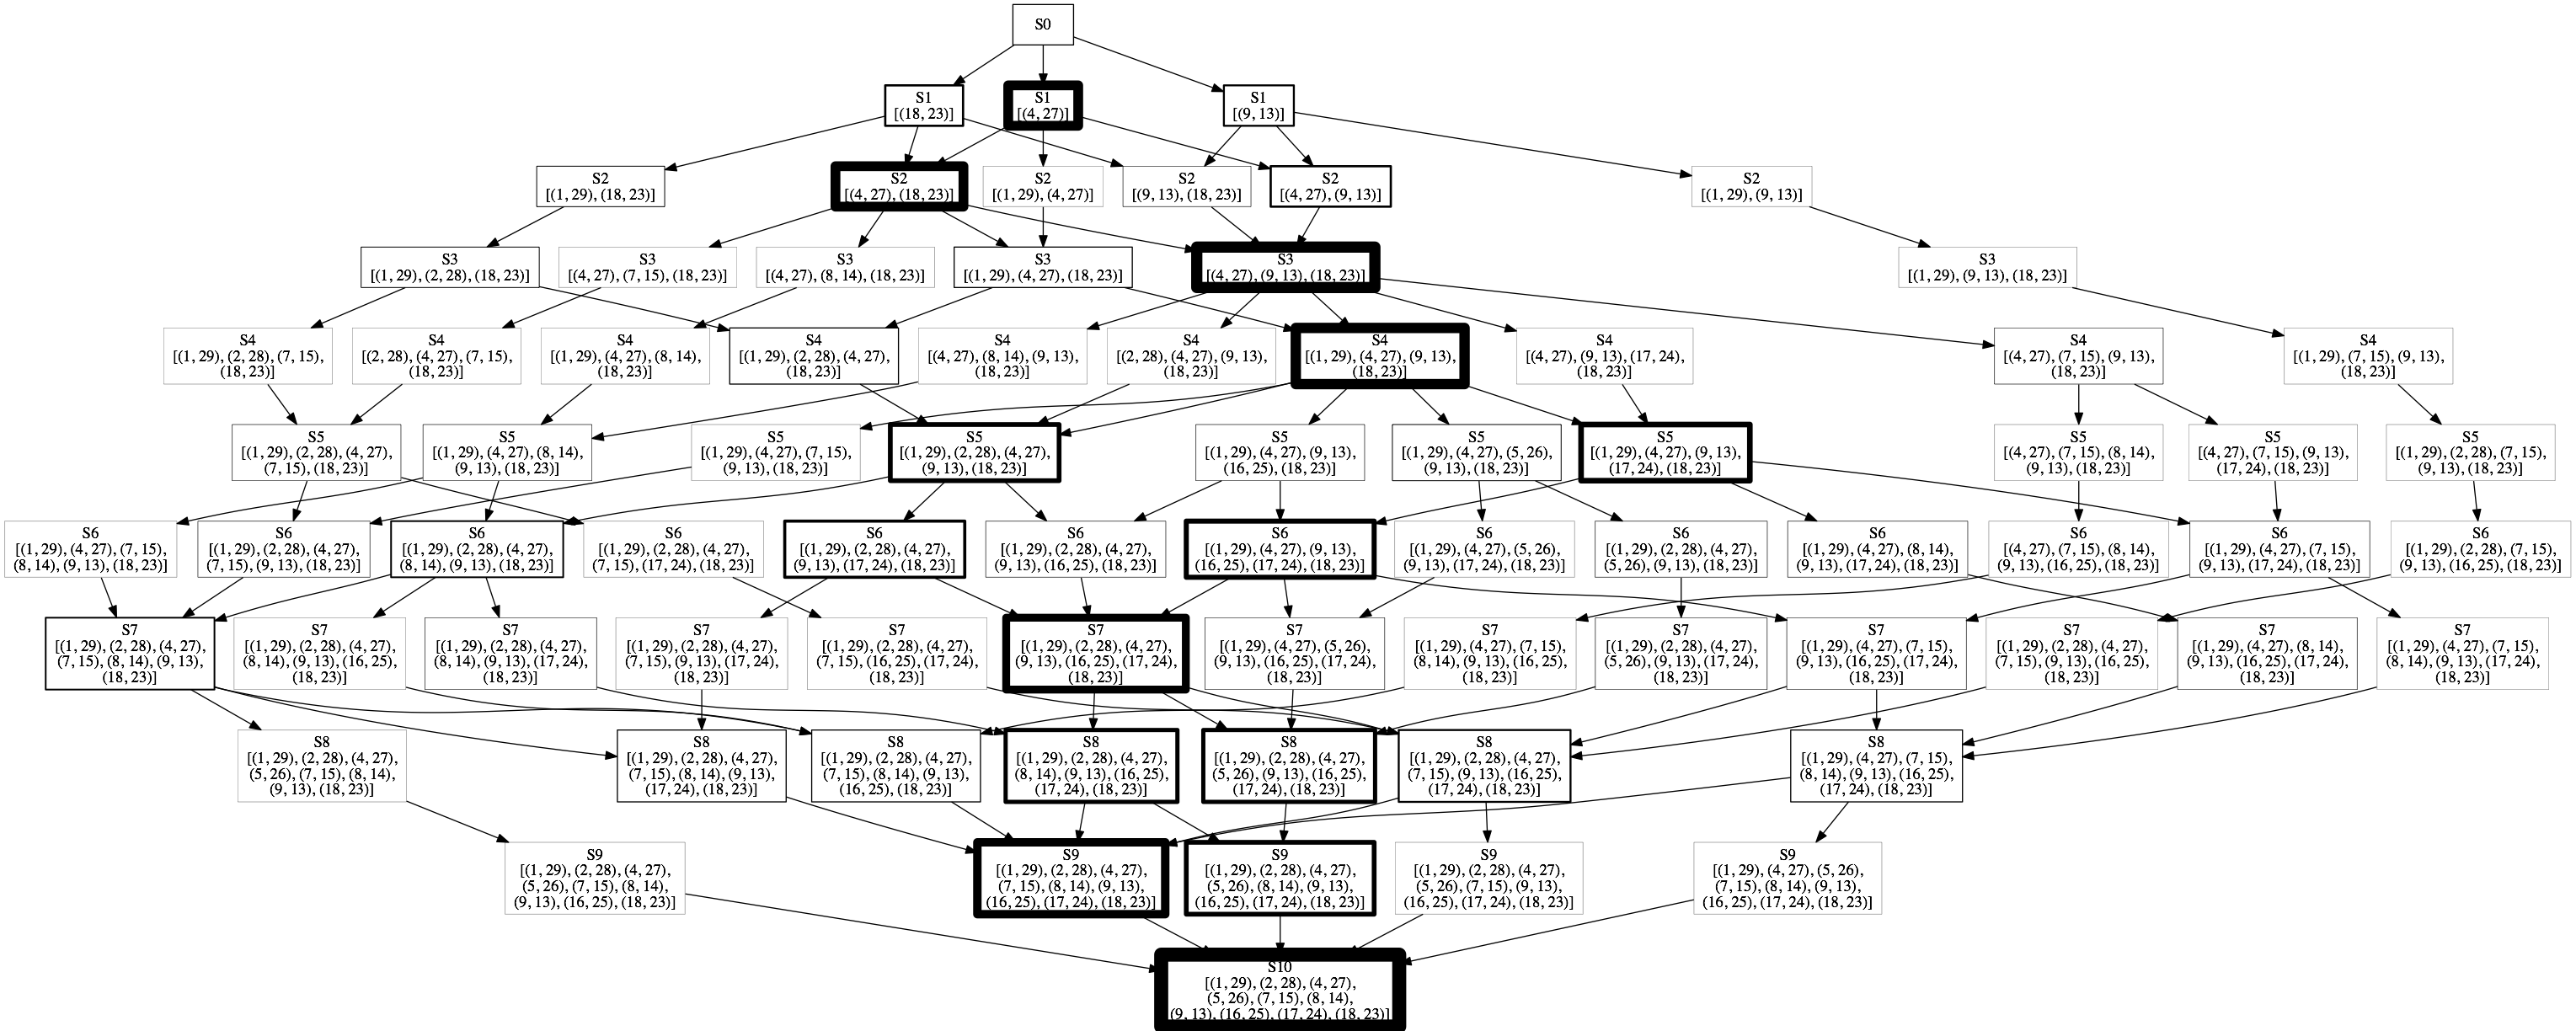 S0
S1
[(18, 23)]
S1
[(4, 27)]
S1
[(9, 13)]
S2
[(1, 29), (18, 23)]
S2
[(4, 27), (18, 23)]
S2
[(1, 29), (4, 27)]
S2
[(9, 13), (18, 23)]
S2
[(4, 27), (9, 13)]
S2
[(1, 29), (9, 13)]
S3
[(1, 29), (2, 28), (18, 23)]
S3
[(4, 27), (7, 15), (18, 23)]
S3
[(4, 27), (8, 14), (18, 23)]
S3
[(1, 29), (4, 27), (18, 23)]
S3
[(4, 27), (9, 13), (18, 23)]
S3
[(1, 29), (9, 13), (18, 23)]
S4
[(1, 29), (2, 28), (7, 15),
(18, 23)]
S4
[(2, 28), (4, 27), (7, 15),
(18, 23)]
S4
[(1, 29), (4, 27), (8, 14),
(18, 23)]
S4
[(1, 29), (2, 28), (4, 27),
(18, 23)]
S4
[(4, 27), (8, 14), (9, 13),
(18, 23)]
S4
[(2, 28), (4, 27), (9, 13),
(18, 23)]
S4
[(1, 29), (4, 27), (9, 13),
(18, 23)]
S4
[(4, 27), (9, 13), (17, 24),
(18, 23)]
S4
[(4, 27), (7, 15), (9, 13),
(18, 23)]
S4
[(1, 29), (7, 15), (9, 13),
(18, 23)]
S5
[(1, 29), (2, 28), (4, 27),
(7, 15), (18, 23)]
S5
[(1, 29), (4, 27), (8, 14),
(9, 13), (18, 23)]
S5
[(1, 29), (4, 27), (7, 15),
(9, 13), (18, 23)]
S5
[(1, 29), (2, 28), (4, 27),
(9, 13), (18, 23)]
S5
[(1, 29), (4, 27), (9, 13),
(16, 25), (18, 23)]
S5
[(1, 29), (4, 27), (5, 26),
(9, 13), (18, 23)]
S5
[(1, 29), (4, 27), (9, 13),
(17, 24), (18, 23)]
S5
[(4, 27), (7, 15), (8, 14),
(9, 13), (18, 23)]
S5
[(4, 27), (7, 15), (9, 13),
(17, 24), (18, 23)]
S5
[(1, 29), (2, 28), (7, 15),
(9, 13), (18, 23)]
S6
[(1, 29), (4, 27), (7, 15),
(8, 14), (9, 13), (18, 23)]
S6
[(1, 29), (2, 28), (4, 27),
(7, 15), (9, 13), (18, 23)]
S6
[(1, 29), (2, 28), (4, 27),
(8, 14), (9, 13), (18, 23)]
S6
[(1, 29), (2, 28), (4, 27),
(7, 15), (17, 24), (18, 23)]
S6
[(1, 29), (2, 28), (4, 27),
(9, 13), (17, 24), (18, 23)]
S6
[(1, 29), (2, 28), (4, 27),
(9, 13), (16, 25), (18, 23)]
S6
[(1, 29), (4, 27), (9, 13),
(16, 25), (17, 24), (18, 23)]
S6
[(1, 29), (4, 27), (5, 26),
(9, 13), (17, 24), (18, 23)]
S6
[(1, 29), (2, 28), (4, 27),
(5, 26), (9, 13), (18, 23)]
S6
[(1, 29), (4, 27), (8, 14),
(9, 13), (17, 24), (18, 23)]
S6
[(4, 27), (7, 15), (8, 14),
(9, 13), (16, 25), (18, 23)]
S6
[(1, 29), (4, 27), (7, 15),
(9, 13), (17, 24), (18, 23)]
S6
[(1, 29), (2, 28), (7, 15),
(9, 13), (16, 25), (18, 23)]
S7
[(1, 29), (2, 28), (4, 27),
(7, 15), (8, 14), (9, 13),
(18, 23)]
S7
[(1, 29), (2, 28), (4, 27),
(8, 14), (9, 13), (16, 25),
(18, 23)]
S7
[(1, 29), (2, 28), (4, 27),
(8, 14), (9, 13), (17, 24),
(18, 23)]
S7
[(1, 29), (2, 28), (4, 27),
(7, 15), (9, 13), (17, 24),
(18, 23)]
S7
[(1, 29), (2, 28), (4, 27),
(7, 15), (16, 25), (17, 24),
(18, 23)]
S7
[(1, 29), (2, 28), (4, 27),
(9, 13), (16, 25), (17, 24),
(18, 23)]
S7
[(1, 29), (4, 27), (5, 26),
(9, 13), (16, 25), (17, 24),
(18, 23)]
S7
[(1, 29), (4, 27), (7, 15),
(8, 14), (9, 13), (16, 25),
(18, 23)]
S7
[(1, 29), (2, 28), (4, 27),
(5, 26), (9, 13), (17, 24),
(18, 23)]
S7
[(1, 29), (4, 27), (7, 15),
(9, 13), (16, 25), (17, 24),
(18, 23)]
S7
[(1, 29), (2, 28), (4, 27),
(7, 15), (9, 13), (16, 25),
(18, 23)]
S7
[(1, 29), (4, 27), (8, 14),
(9, 13), (16, 25), (17, 24),
(18, 23)]
S7
[(1, 29), (4, 27), (7, 15),
(8, 14), (9, 13), (17, 24),
(18, 23)]
S8
[(1, 29), (2, 28), (4, 27),
(5, 26), (7, 15), (8, 14),
(9, 13), (18, 23)]
S8
[(1, 29), (2, 28), (4, 27),
(7, 15), (8, 14), (9, 13),
(17, 24), (18, 23)]
S8
[(1, 29), (2, 28), (4, 27),
(7, 15), (8, 14), (9, 13),
(16, 25), (18, 23)]
S8
[(1, 29), (2, 28), (4, 27),
(8, 14), (9, 13), (16, 25),
(17, 24), (18, 23)]
S8
[(1, 29), (2, 28), (4, 27),
(5, 26), (9, 13), (16, 25),
(17, 24), (18, 23)]
S8
[(1, 29), (2, 28), (4, 27),
(7, 15), (9, 13), (16, 25),
(17, 24), (18, 23)]
S8
[(1, 29), (4, 27), (7, 15),
(8, 14), (9, 13), (16, 25),
(17, 24), (18, 23)]
S9
[(1, 29), (2, 28), (4, 27),
(5, 26), (7, 15), (8, 14),
(9, 13), (16, 25), (18, 23)]
S9
[(1, 29), (2, 28), (4, 27),
(7, 15), (8, 14), (9, 13),
(16, 25), (17, 24), (18, 23)]
S9
[(1, 29), (2, 28), (4, 27),
(5, 26), (8, 14), (9, 13),
(16, 25), (17, 24), (18, 23)]
S9
[(1, 29), (2, 28), (4, 27),
(5, 26), (7, 15), (9, 13),
(16, 25), (17, 24), (18, 23)]
S9
[(1, 29), (4, 27), (5, 26),
(7, 15), (8, 14), (9, 13),
(16, 25), (17, 24), (18, 23)]
S10
[(1, 29), (2, 28), (4, 27),
(5, 26), (7, 15), (8, 14),
(9, 13), (16, 25), (17, 24), (18, 23)]